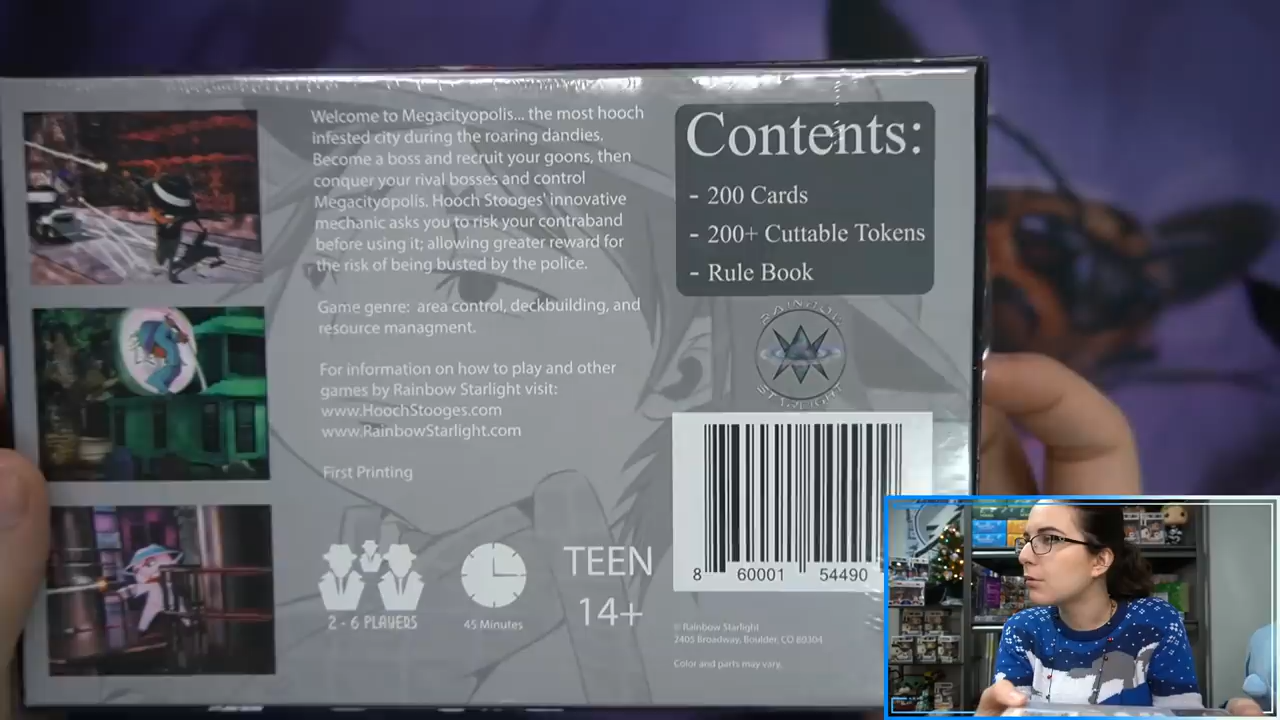 Welcome to Megacityopolis... the most hooch
infested city during the roaring dandies.
Become a boss and recruit your goons, then
conquer your rival bosses and control
Megacityopolis. Hooch Stooges' innovative
mechanic asks you to risk your contraband
before using it; allowing greater reward for
the risk of being busted by the police.
Game genre: area control, deckbuilding, and
resource managment.
For information on how to play and other
games by Rainbow Starlight visit:
www.HoochStooges.com
www.RainbowStarlight.com
First Printing
2 - 6 PLAYERS
45 Minutes
TEEN
14+
Contents:
- 200 Cards
- 200+ Cuttable Tokens
- Rule Book
RAINBOW
STARLIGHT
8 60001 54490
© Rainbow Starlight
2405 Broadway, Boulder, CO 80304
Color and parts may vary.